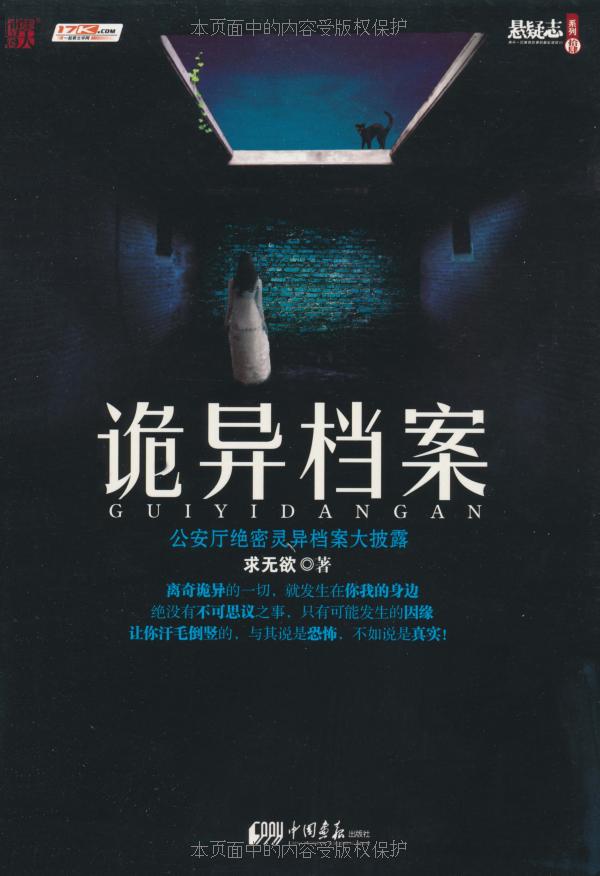 本页面中的内容受版权保护
17K.COM
悬疑志
系列
诡异档案
GUIYIDANGAN
公安厅绝密灵异档案大披露
求无欲◎著
离奇诡异的一切，就发生在你我的身边
绝没有不可思议之事，只有可能发生的因缘
让你汗毛倒竖的，与其说是恐怖，不如说是真实！
中国画报出版社
本页面中的内容受版权保护